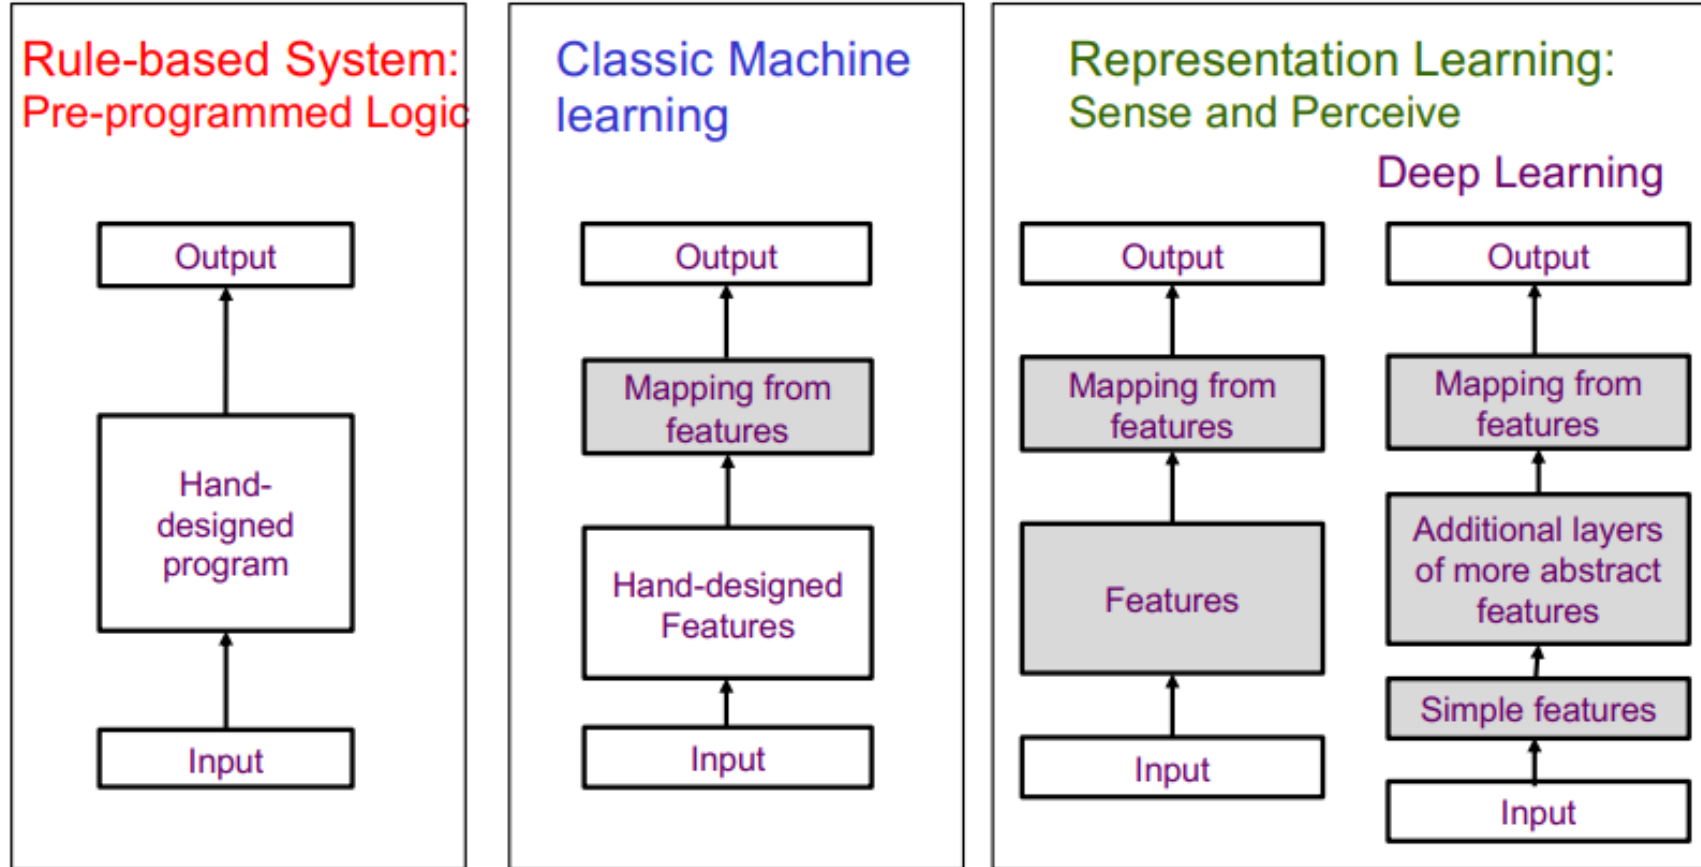 Rule-based System:
Pre-programmed Logic
Output
Hand-
designed
program
Input
Classic Machine
learning
Output
Mapping from
features
Hand-designed
Features
Input
Representation Learning:
Sense and Perceive
Output
Mapping from
features
Features
Input
Deep Learning
Output
Mapping from
features
Additional layers
of more abstract
features
Simple features
Input